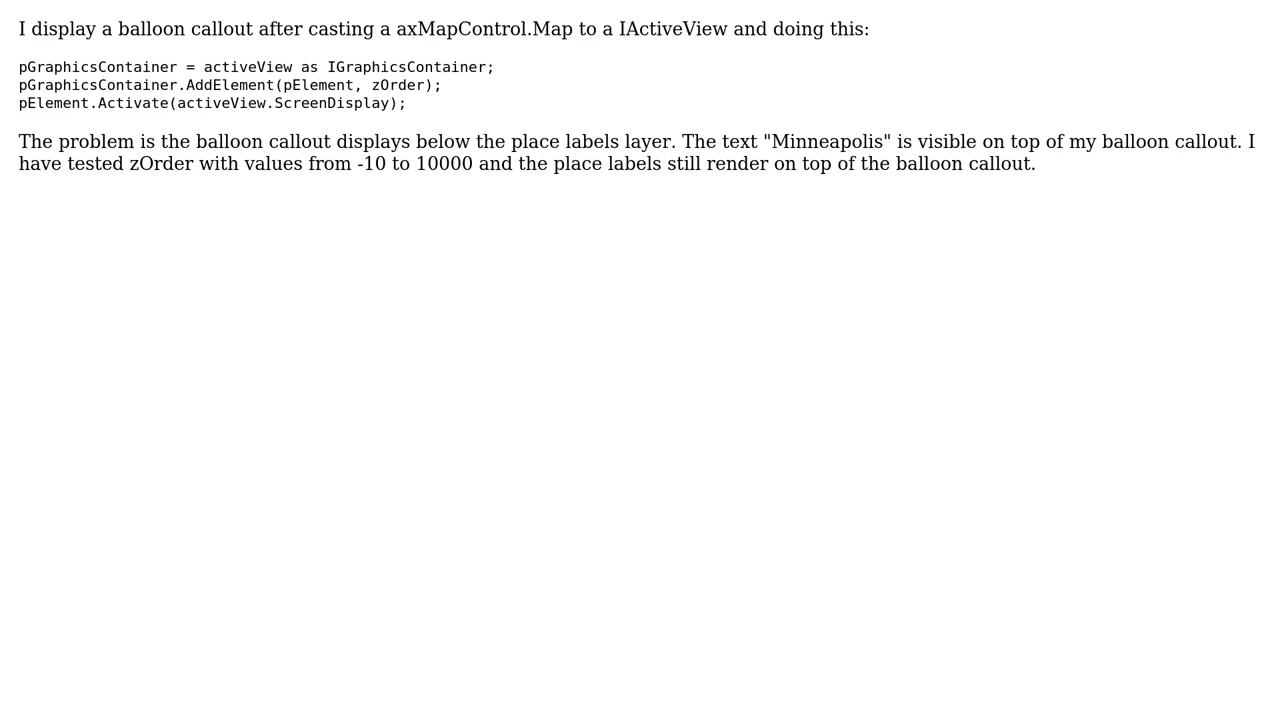 I display a balloon callout after casting a axMapControl.Map to a IActiveView and doing this:
pGraphicsContainer = activeView as IGraphicsContainer;
pGraphicsContainer.AddElement(pElement, zOrder);
pElement.Activate(activeView.ScreenDisplay);
The problem is the balloon callout displays below the place labels layer. The text "Minneapolis" is visible on top of my balloon callout. I
have tested zOrder with values from -10 to 10000 and the place labels still render on top of the balloon callout.